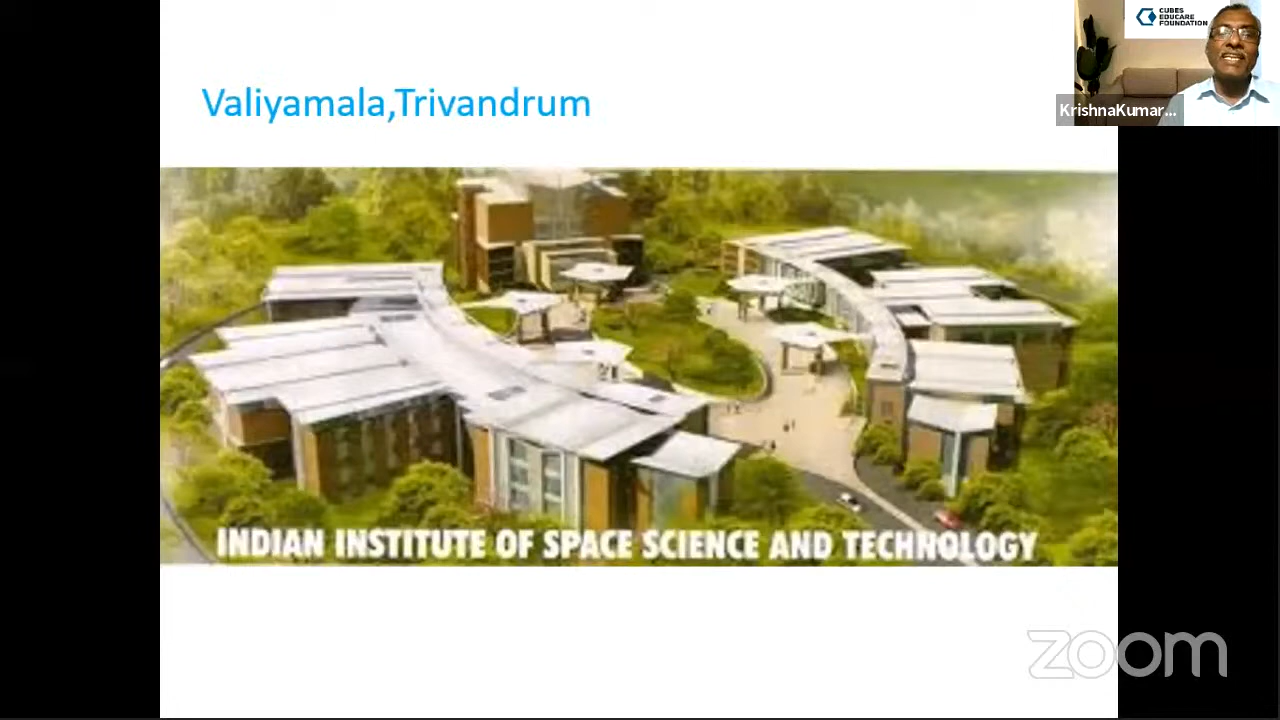 Valiyamala,Trivandrum
CUBES
EDUCARE
FOUNDATION
KrishnaKumar...
INDIAN INSTITUTE OF SPACE SCIENCE AND TECHNOLOGY
zoom